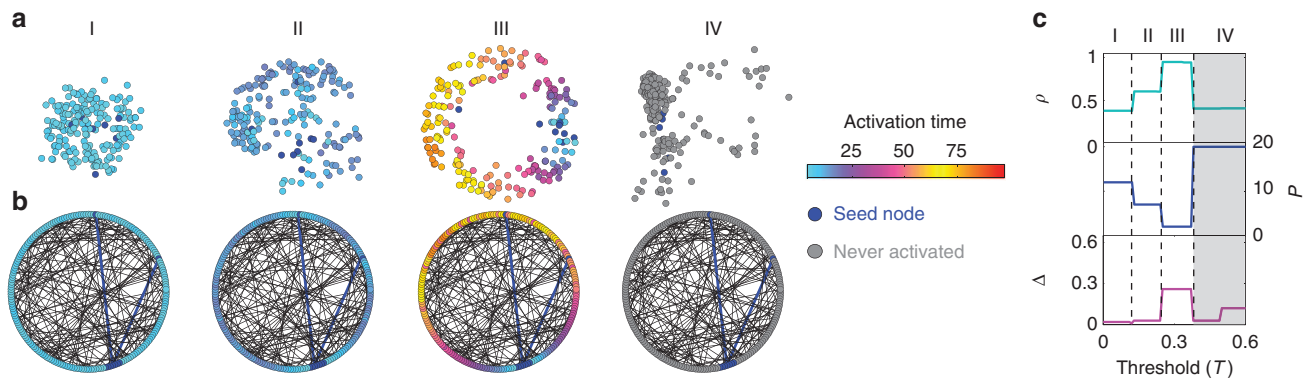 a
I II III IV
Activation time
25 50 75
Seed node
Never activated
b
c
I II III IV
1
ρ
0.5
0 20
10 P
0
0.6
Δ
0.3
0
0 0.3 0.6
Threshold (T)